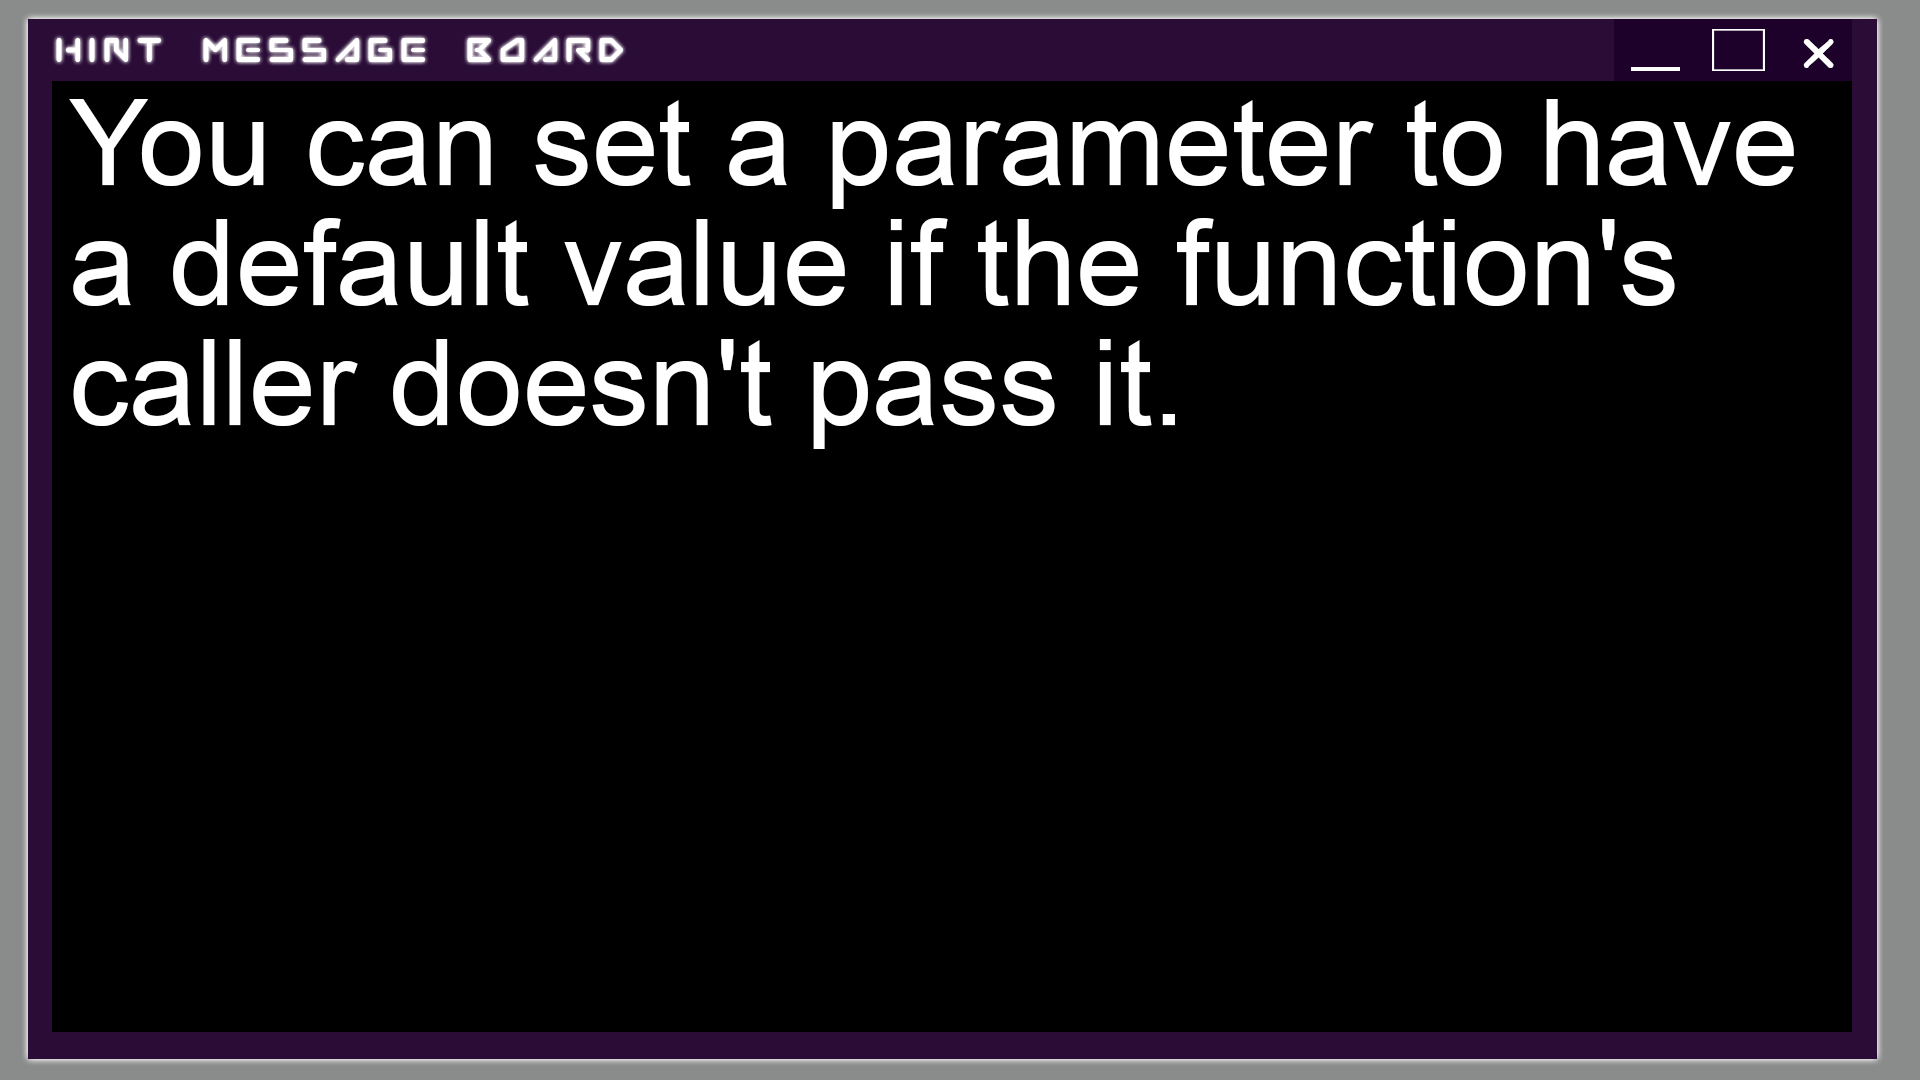 HINT MESSAGE BOARD
You can set a parameter to have
a default value if the function's
caller doesn't pass it.